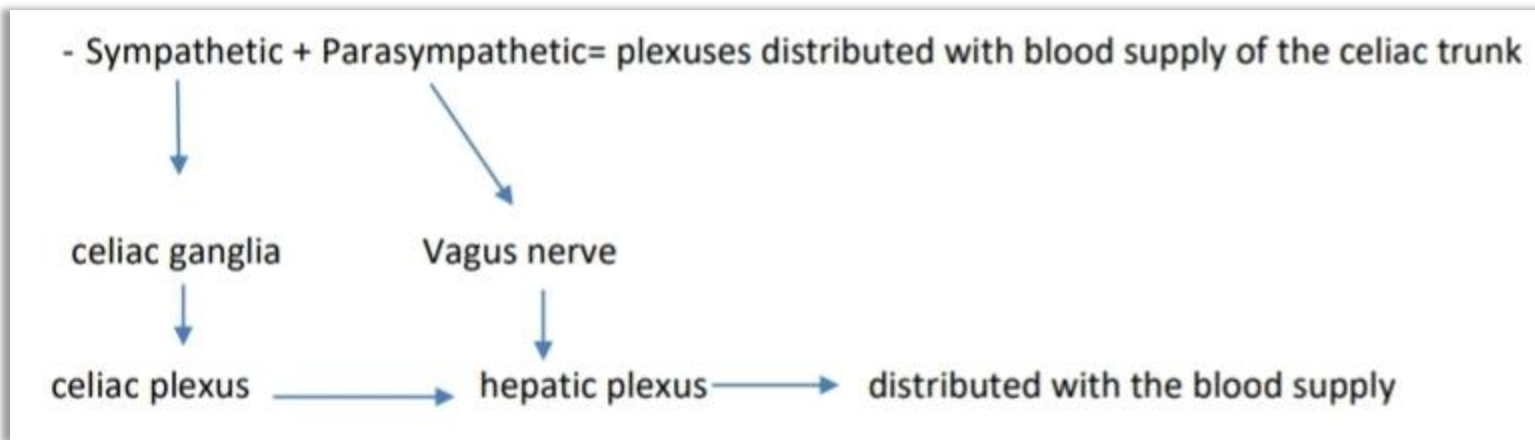 - Sympathetic + Parasympathetic= plexuses distributed with blood supply of the celiac trunk
celiac ganglia Vagus nerve
celiac plexus hepatic plexus distributed with the blood supply